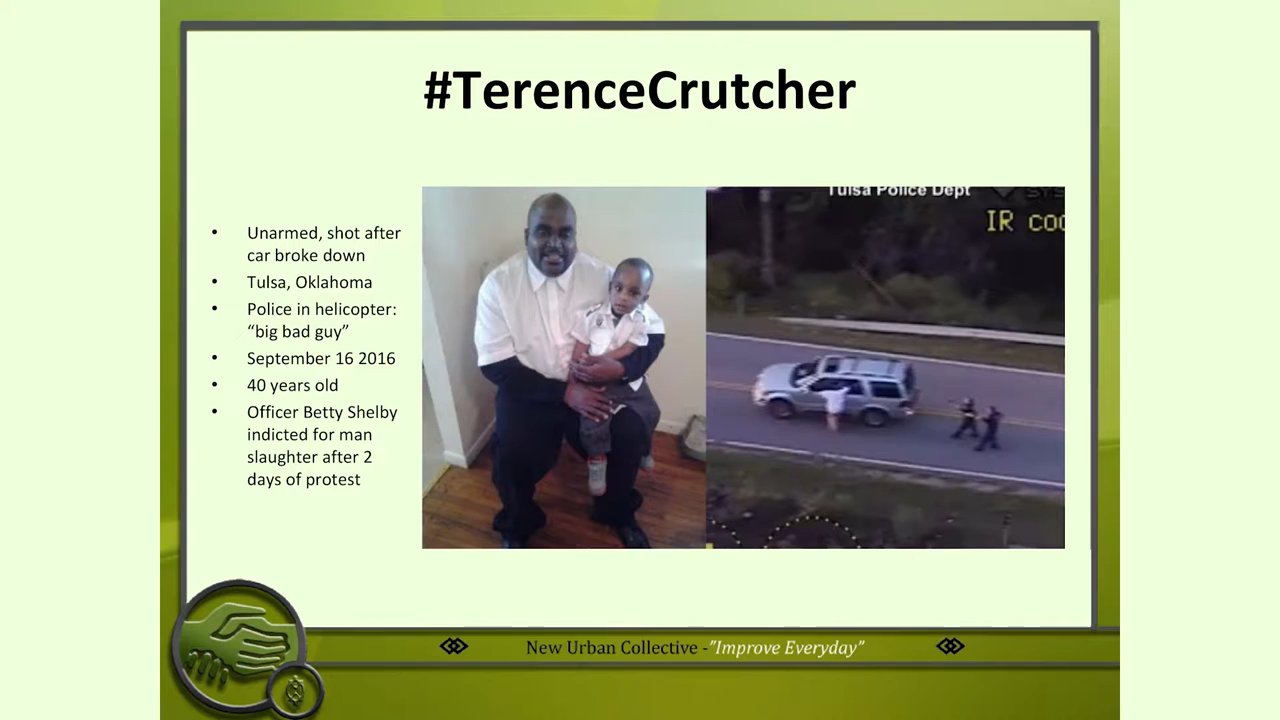 #TerenceCrutcher
• Unarmed, shot after
car broke down
• Tulsa, Oklahoma
• Police in helicopter:
“big bad guy”
• September 16 2016
• 40 years old
• Officer Betty Shelby
indicted for man
slaughter after 2
days of protest
Tulsa Police Dept
SYS
IR coo
New Urban Collective -”Improve Everyday”